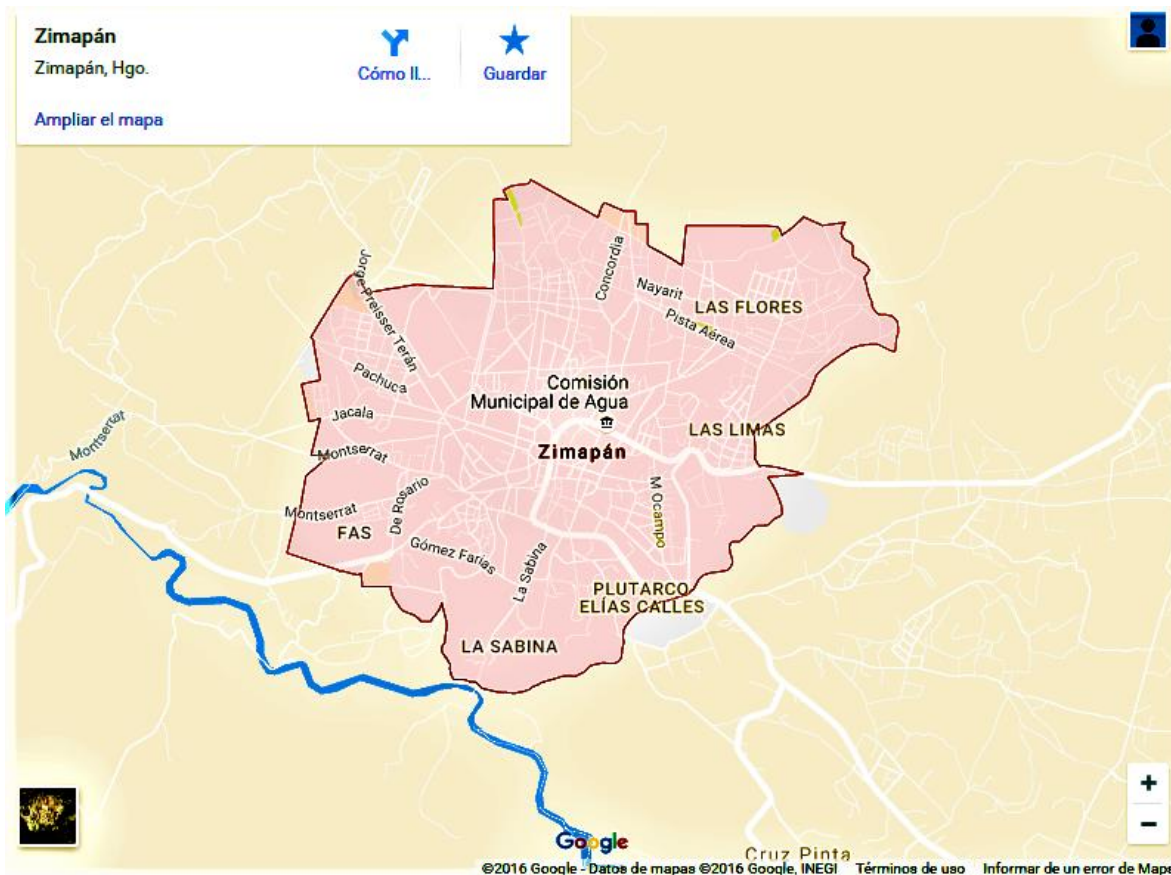 Zimapán
Zimapán, Hgo.
Cómo ll...
Guardar
Ampliar el mapa
Jorge Preisser Terán
Concordia
Nayarit
LAS FLORES
Pista Aérea
Pachuca
Comisión
Municipal de Agua
Jacala
LAS LIMAS
Montserrat
Montserrat
Zimapán
De Rosario
M Ocampo
Montserrat
FAS
Gómez Farías
La Sabina
PLUTARCO
ELÍAS CALLES
LA SABINA
+
−
Google
Cruz Pinta
©2016 Google - Datos de mapas ©2016 Google, INEGI Términos de uso Informar de un error de Maps